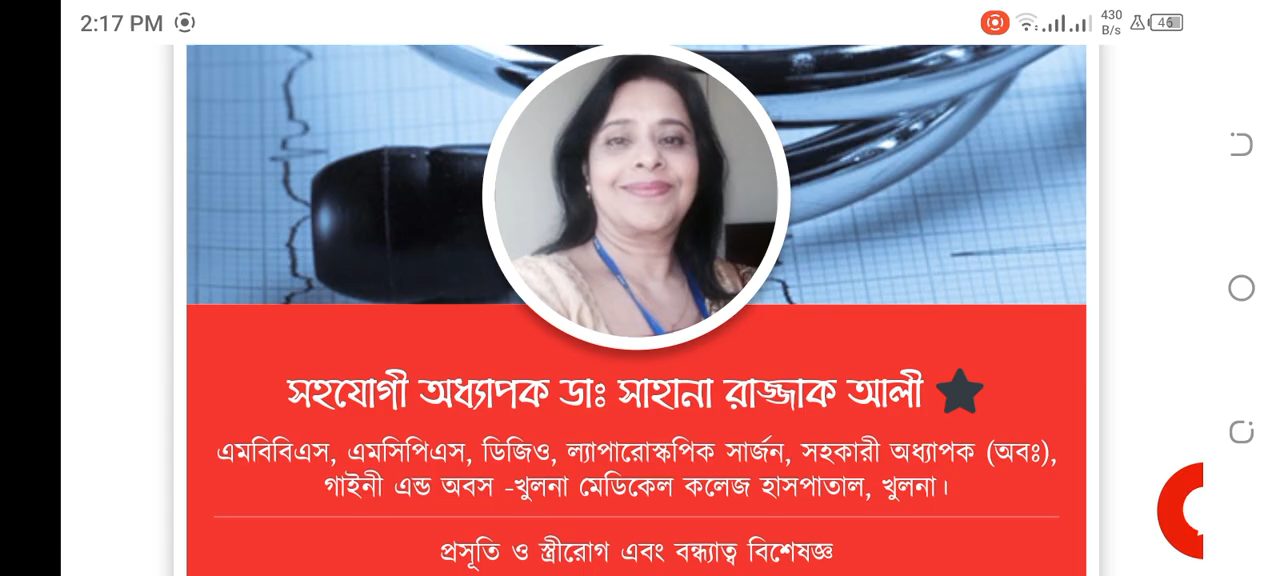 2:17 PM
430
B/s
46
সহযোগী অধ্যাপক ডাঃ সাহানা রাজ্জাক আলী
এমবিবিএস, এমসিপিএস, ডিজিও, ল্যাপারোস্কপিক সার্জন, সহকারী অধ্যাপক (অবঃ),
গাইনী এন্ড অবস -খুলনা মেডিকেল কলেজ হাসপাতাল, খুলনা।
প্রসূতি ও স্ত্রীরোগ এবং বন্ধ্যাত্ব বিশেষজ্ঞ